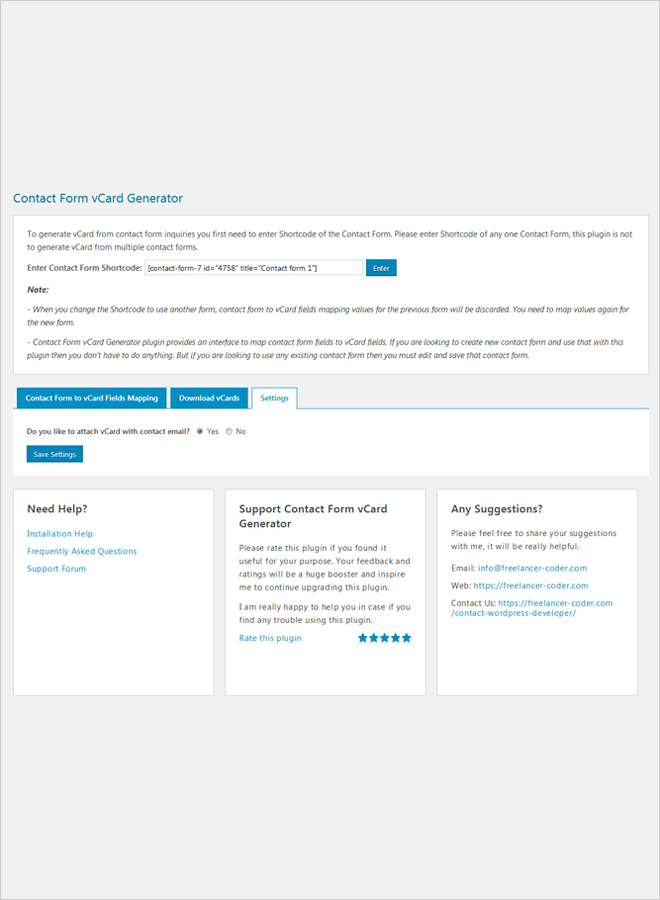 Contact Form vCard Generator
To generate vCard from contact form inquiries you first need to enter Shortcode of the Contact Form. Please enter Shortcode of any one Contact Form, this plugin is not
to generate vCard from multiple contact forms.
Enter Contact Form Shortcode: [contact-form-7 id="4758" title="Contact form 1"] Enter
Note:
- When you change the Shortcode to use another form, contact form to vCard fields mapping values for the previous form will be discarded. You need to map values again for
the new form.
- Contact Form vCard Generator plugin provides an interface to map contact form fields to vCard fields. If you are looking to create new contact form and use that with this
plugin then you don't have to do anything. But if you are looking to use any existing contact form then you must edit and save that contact form.
Contact Form to vCard Fields Mapping Download vCards Settings
Do you like to attach vCard with contact email? Yes No
Save Settings
Need Help?
Installation Help
Frequently Asked Questions
Support Forum
Support Contact Form vCard
Generator
Please rate this plugin if you found it
useful for your purpose. Your feedback and
ratings will be a huge booster and inspire
me to continue upgrading this plugin.
I am really happy to help you in case if you
find any trouble using this plugin.
Rate this plugin
Any Suggestions?
Please feel free to share your suggestions
with me, it will be really helpful.
Email: info@freelancer-coder.com
Web: https://freelancer-coder.com
Contact Us: https://freelancer-coder.com
/contact-wordpress-developer/